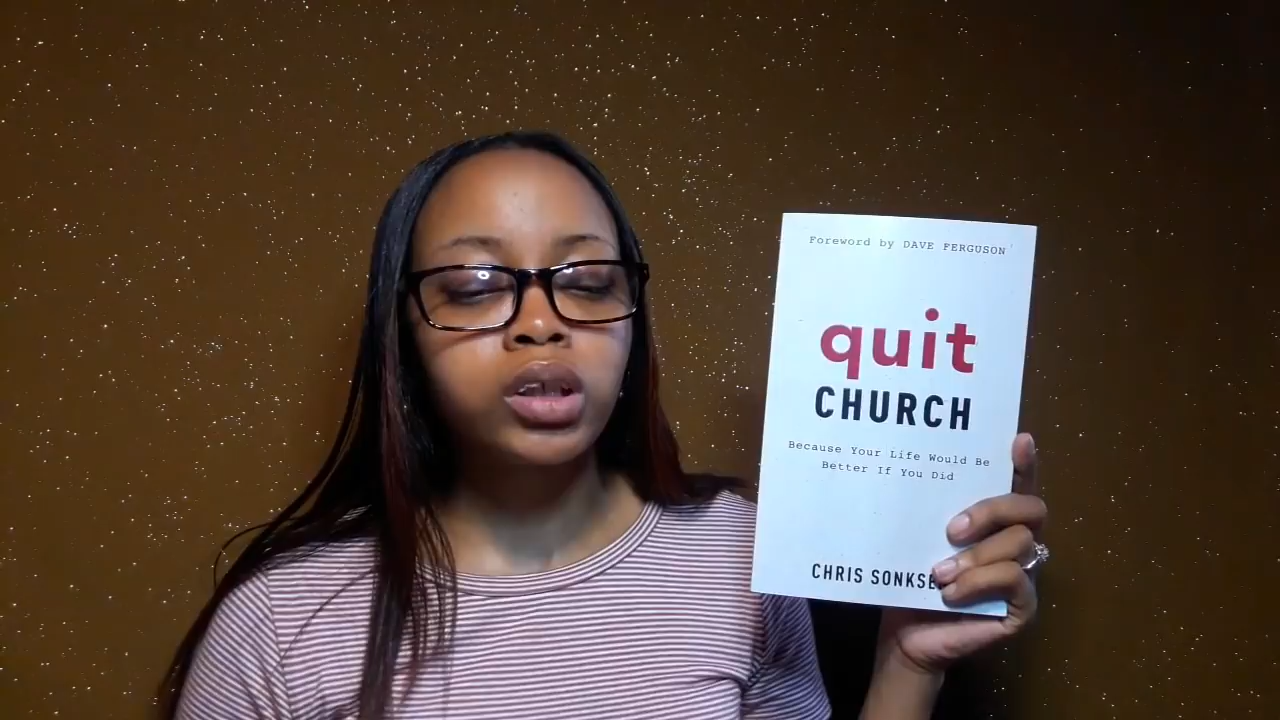 Foreword by DAVE FERGUSON
quit
CHURCH
Because Your Life Would Be
Better If You Did
CHRIS